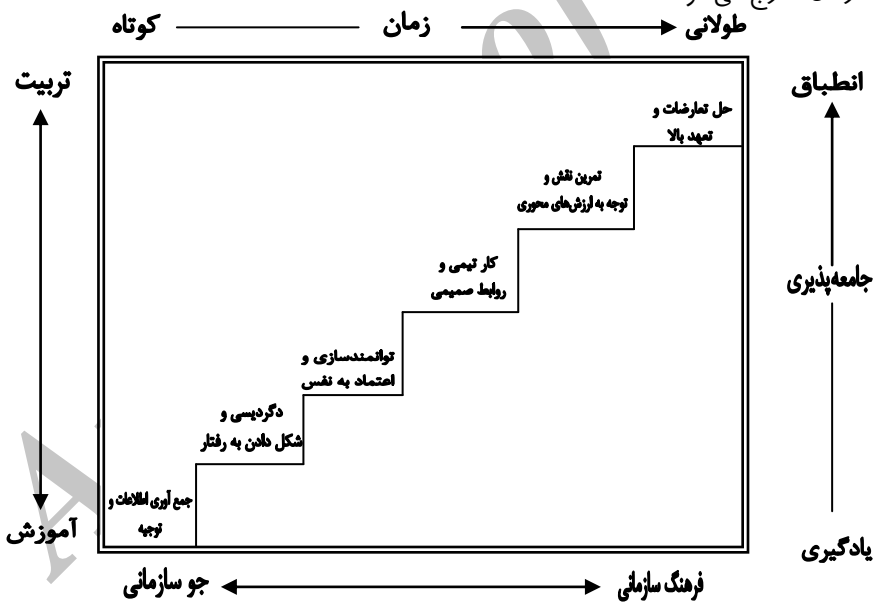 کوتاه زمان طولانی
تربیت
انطباق
حل تعارضات و
تعهد بالا
تمرین نقش و
توجه به ارزش‌های محوری
کار تیمی و
روابط صمیمی
جامعه‌پذیری
توانمندسازی و
اعتماد به نفس
دگردیسی و
شکل دادن به رفتار
جمع آوری اطلاعات و
توجیه
آموزش
یادگیری
جو سازمانی
فرهنگ سازمانی